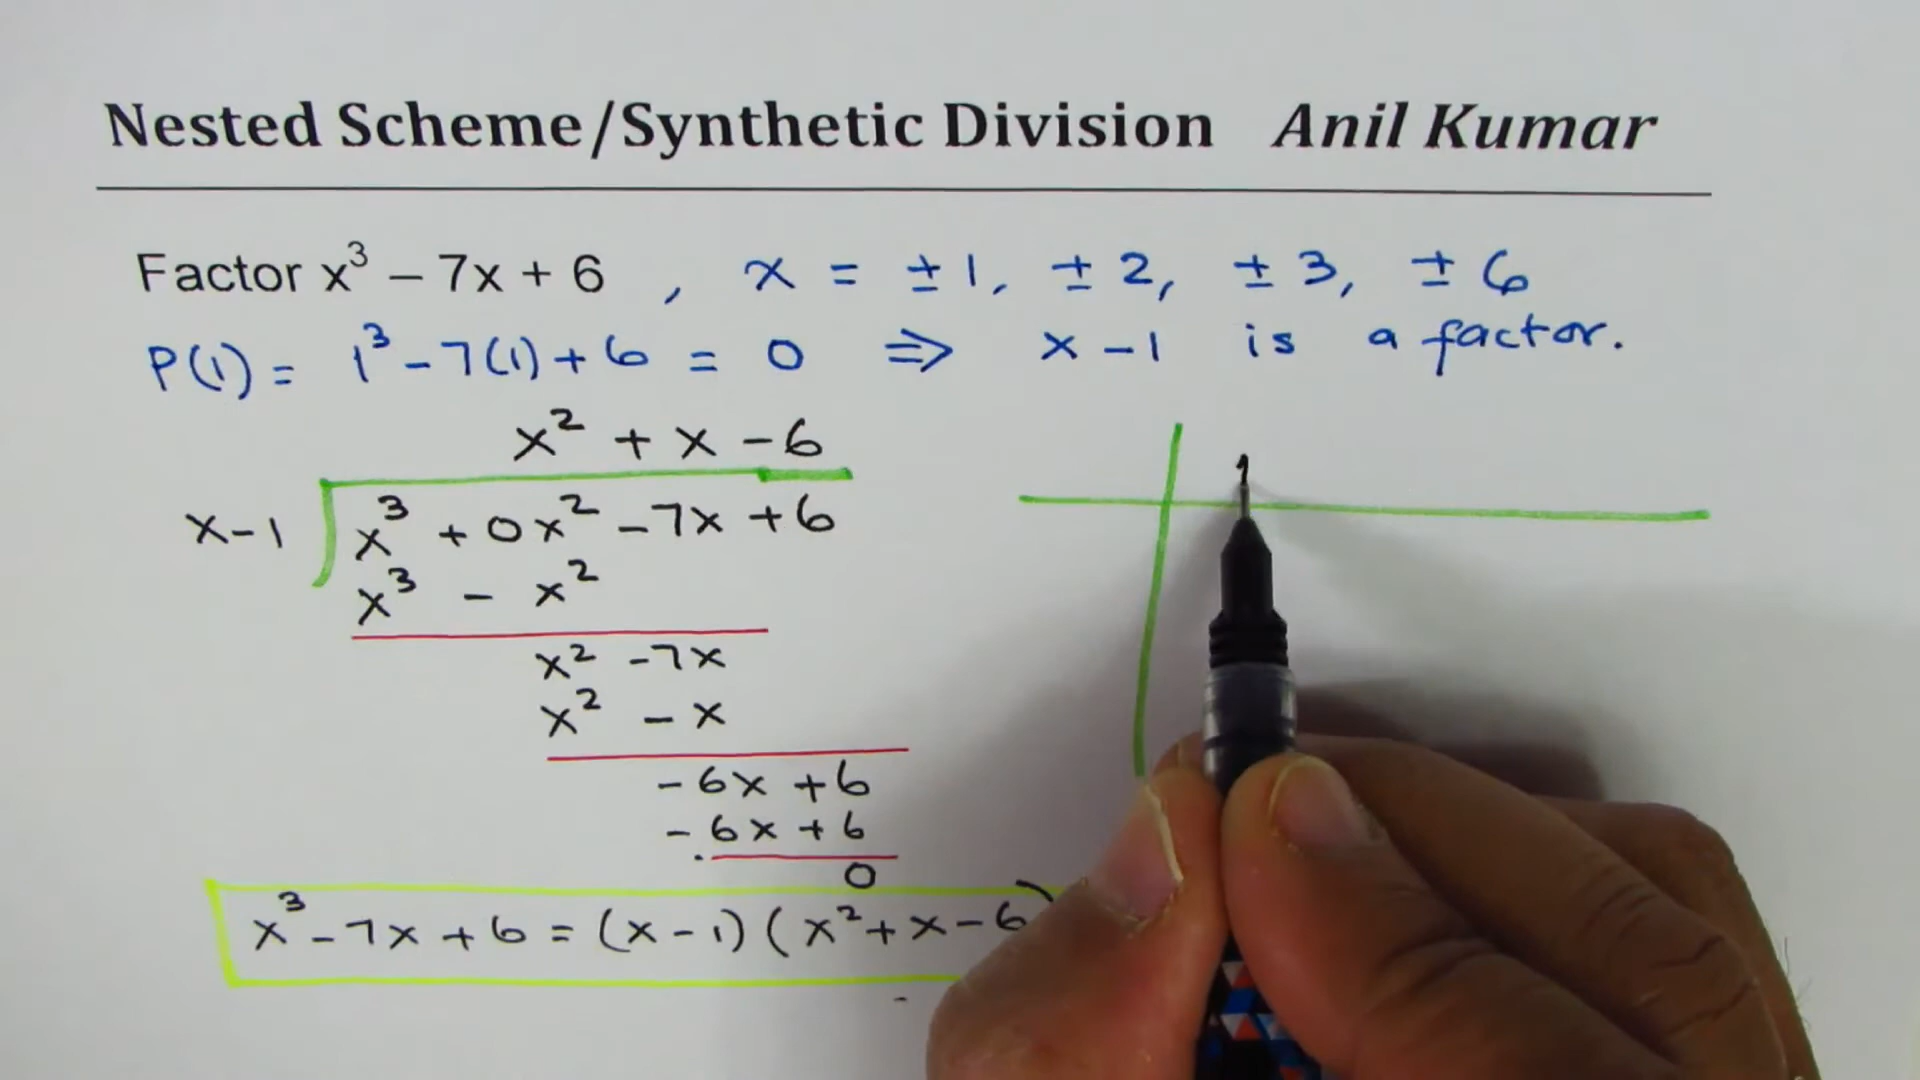 Nested Scheme/Synthetic Division Anil Kumar
Factor x³ – 7x + 6 , x = ±1, ±2, ±3, ±6
P(1) = 1³ - 7(1) + 6 = 0 ⇒ x - 1 is a factor.
x² + x - 6
x-1 x³ + 0x² - 7x + 6
x³ - x²
x² - 7x
x² - x
- 6x + 6
- 6x + 6
0
x³ - 7x + 6 = (x - 1) (x² + x - 6)
1